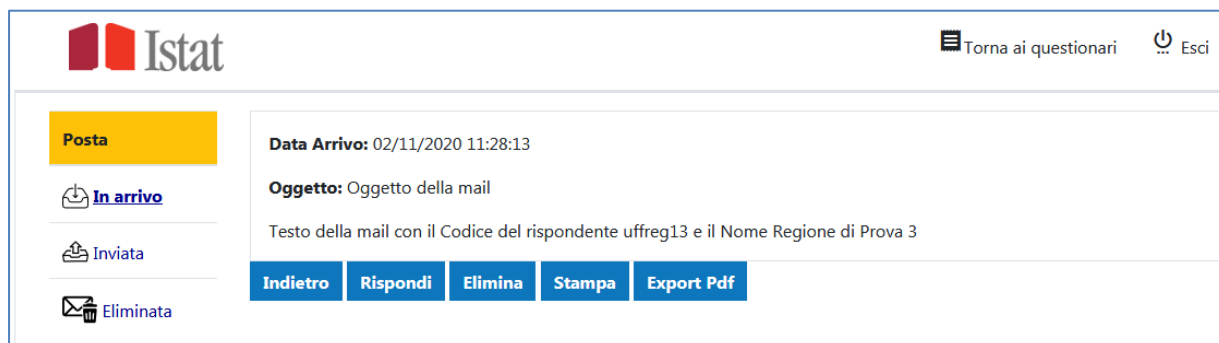 Istat
Torna ai questionari Esci
Posta
In arrivo
Inviata
Eliminata
Data Arrivo: 02/11/2020 11:28:13
Oggetto: Oggetto della mail
Testo della mail con il Codice del rispondente uffreg13 e il Nome Regione di Prova 3
Indietro Rispondi Elimina Stampa Export Pdf